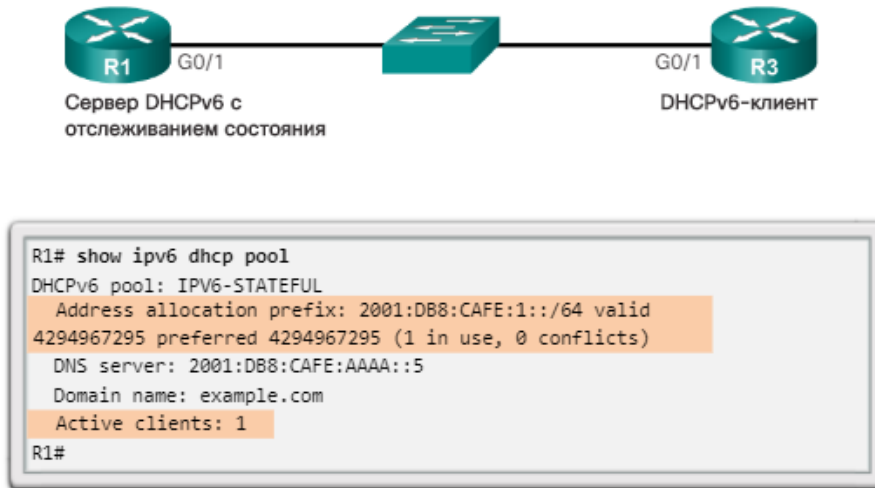 R1
G0/1
G0/1
R3
Сервер DHCPv6 с
отслеживанием состояния
DHCPv6-клиент
R1# show ipv6 dhcp pool
DHCPv6 pool: IPV6-STATEFUL
Address allocation prefix: 2001:DB8:CAFE:1::/64 valid
4294967295 preferred 4294967295 (1 in use, 0 conflicts)
DNS server: 2001:DB8:CAFE:AAAA::5
Domain name: example.com
Active clients: 1
R1#